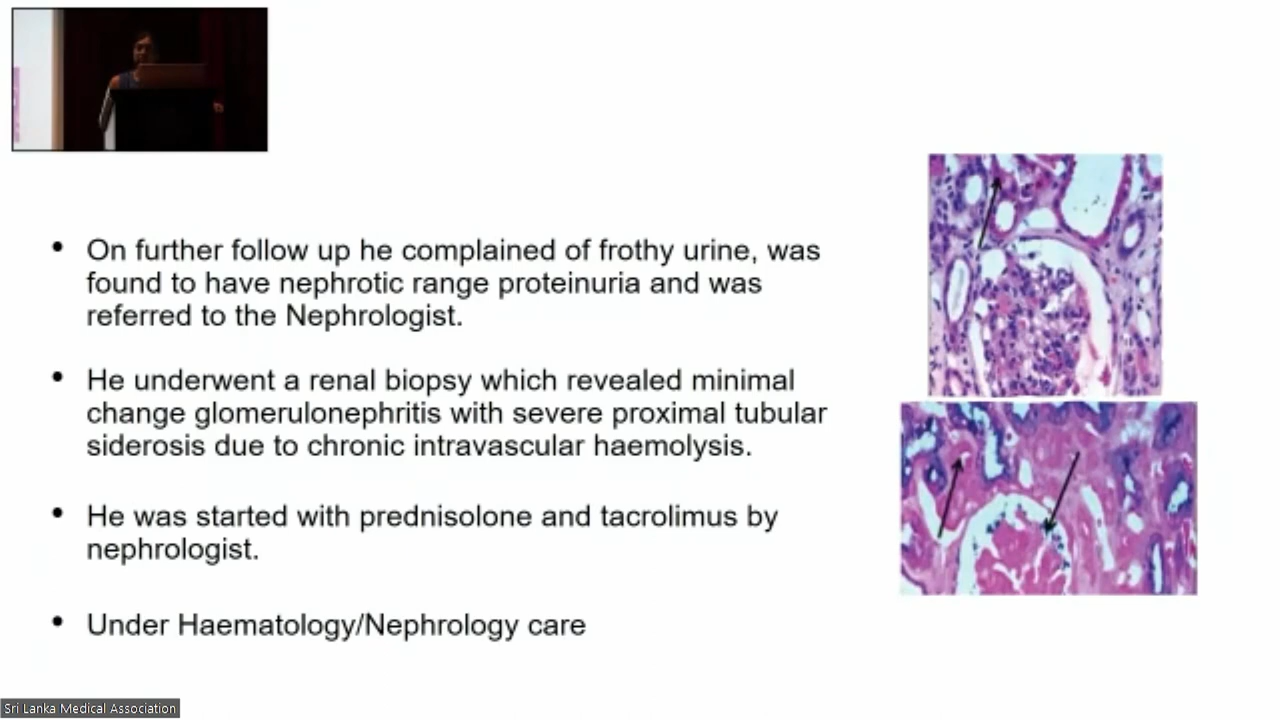 • On further follow up he complained of frothy urine, was
found to have nephrotic range proteinuria and was
referred to the Nephrologist.
• He underwent a renal biopsy which revealed minimal
change glomerulonephritis with severe proximal tubular
siderosis due to chronic intravascular haemolysis.
• He was started with prednisolone and tacrolimus by
nephrologist.
• Under Haematology/Nephrology care
Sri Lanka Medical Association